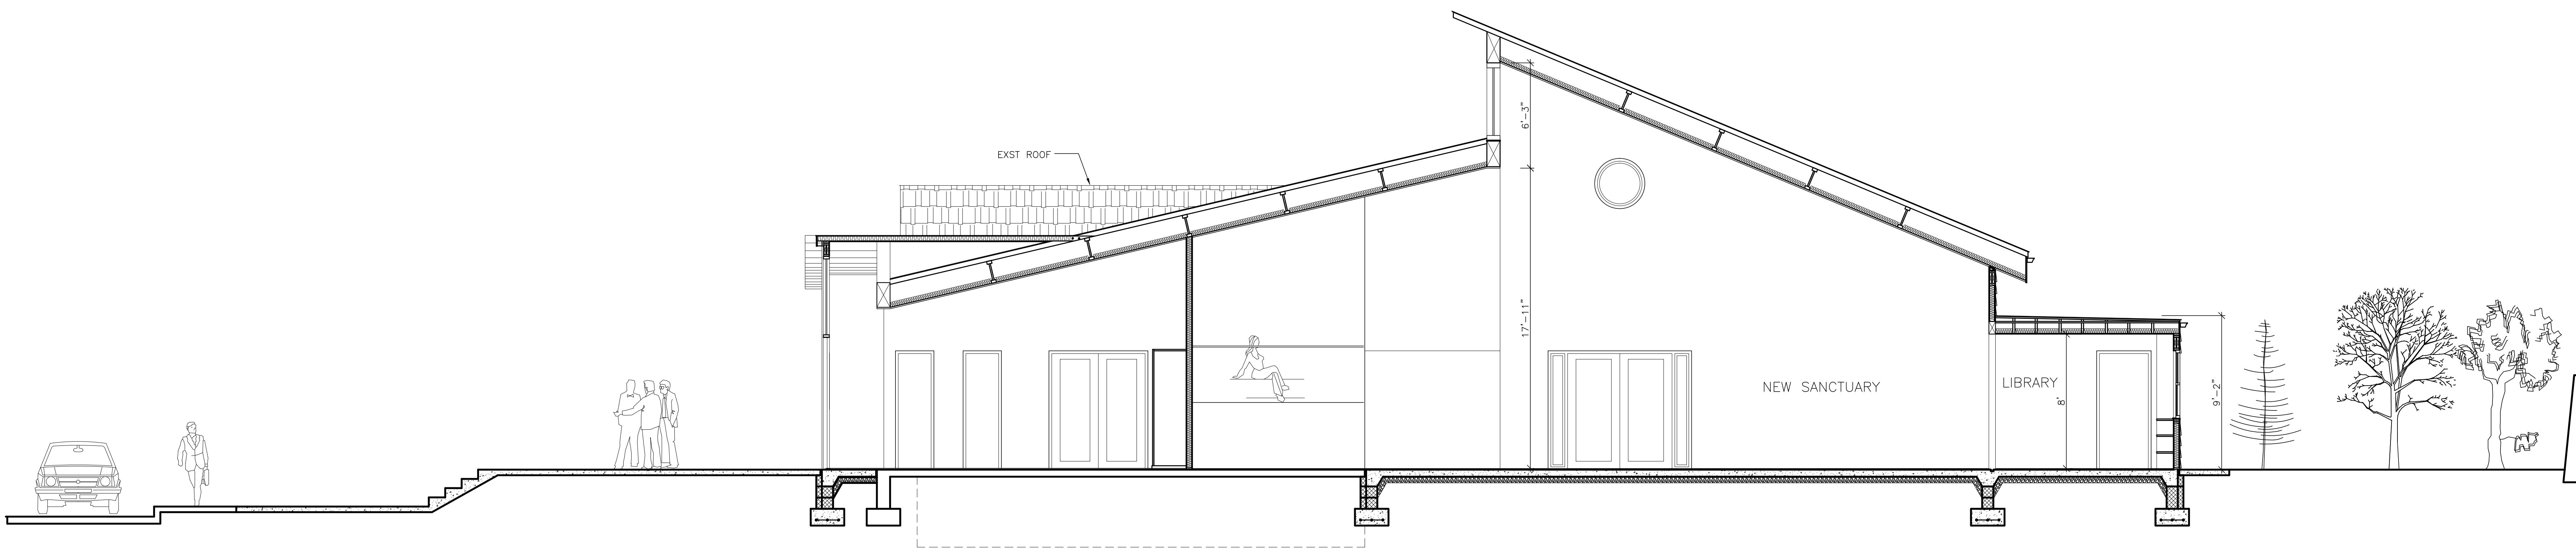 EXST ROOF
6'-3"
17'-11"
NEW SANCTUARY
LIBRARY
8'
9'-2"